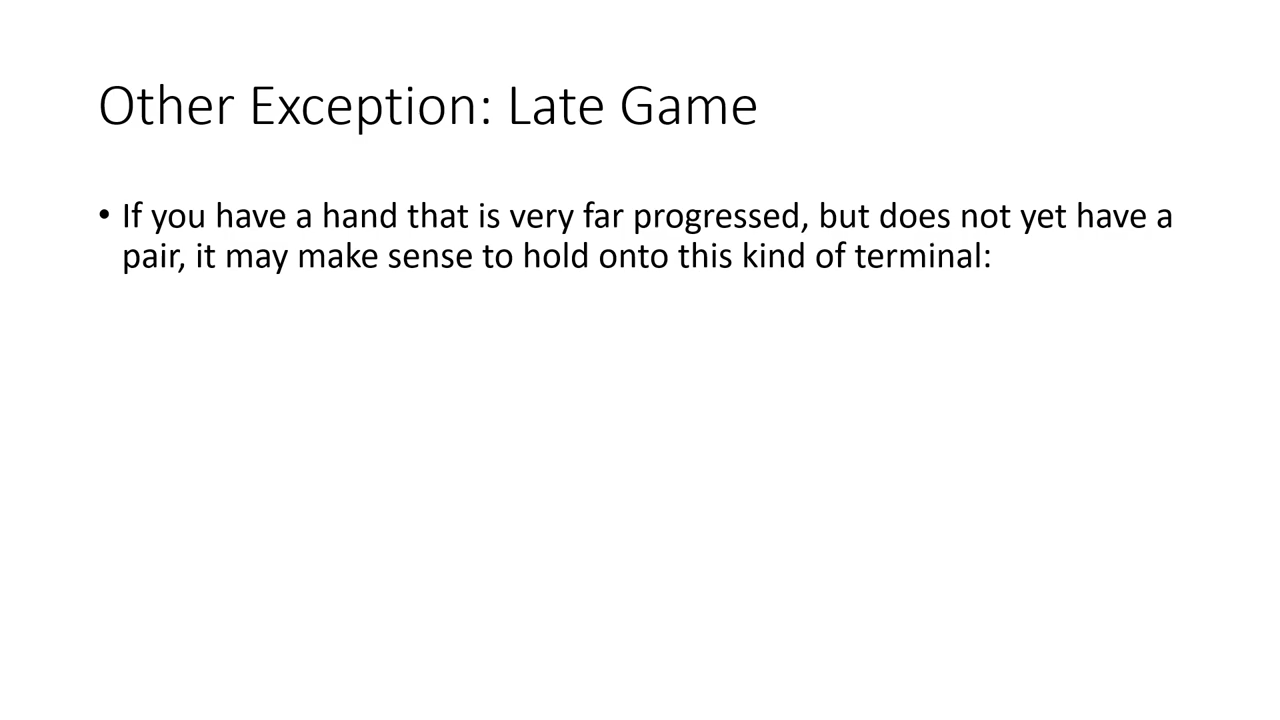 Other Exception: Late Game
• If you have a hand that is very far progressed, but does not yet have a
pair, it may make sense to hold onto this kind of terminal: